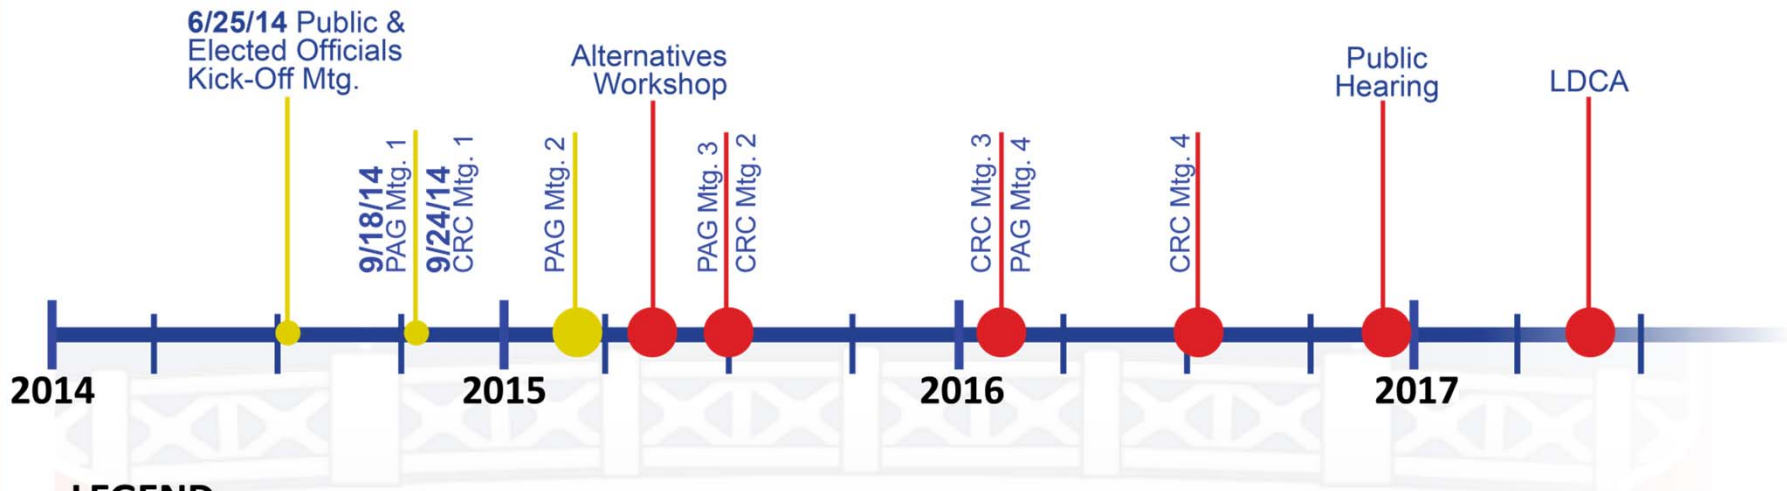 6/25/14 Public &
Elected Officials
Kick-Off Mtg.
9/18/14
PAG Mtg. 1
9/24/14
CRC Mtg. 1
PAG Mtg. 2
Alternatives
Workshop
PAG Mtg. 3
CRC Mtg. 2
CRC Mtg. 3
PAG Mtg. 4
CRC Mtg. 4
Public
Hearing
LDCA
2014
2015
2016
2017
LEGEND